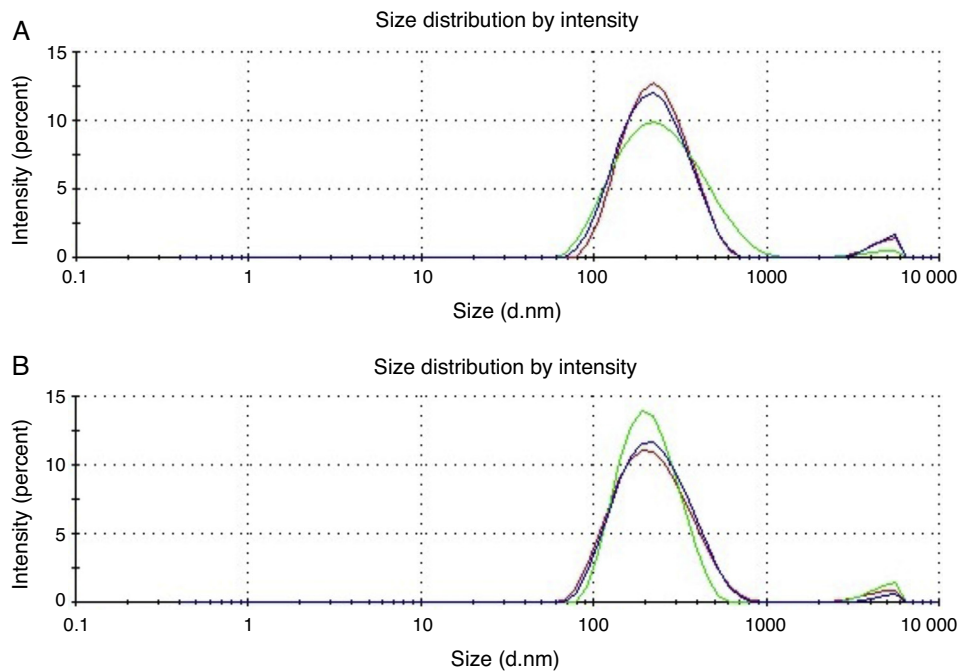 A
Size distribution by intensity
Intensity (percent)
15
10
5
0
0.1 1 10 100 1000 10 000
Size (d.nm)
B
Size distribution by intensity
Intensity (percent)
15
10
5
0
0.1 1 10 100 1000 10 000
Size (d.nm)